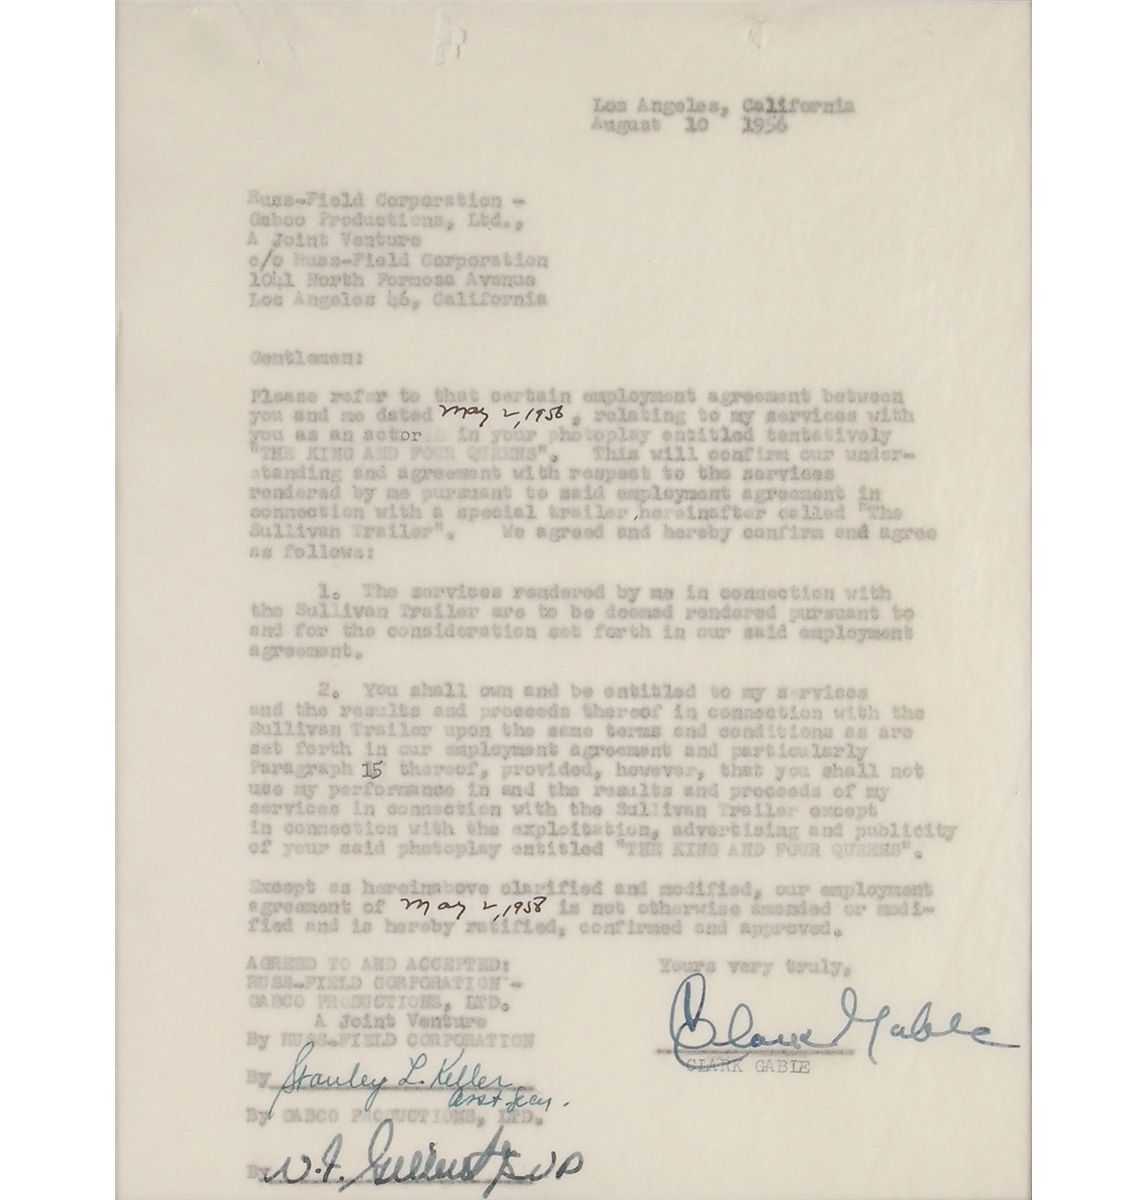 Los Angeles, California
August 10 1956
Russ-Field Corporation -
Gabco Productions, Ltd.,
A Joint Venture
c/o Russ-Field Corporation
1041 North Formosa Avenue
Los Angeles 46, California
Gentlemen:
Please refer to that certain employment agreement between
you and me dated May 2, 1956, relating to my services with
you as an actor in your photoplay entitled tentatively
"THE KING AND FOUR QUEENS". This will confirm our under-
standing and agreement with respect to the services
rendered by me pursuant to said employment agreement in
connection with a special trailer, hereinafter called "The
Sullivan Trailer". We agreed and hereby confirm and agree
as follows:
1. The services rendered by me in connection with
the Sullivan Trailer are to be deemed rendered pursuant to
and for the consideration set forth in our said employment
agreement.
2. You shall own and be entitled to my services
and the results and proceeds thereof in connection with the
Sullivan Trailer upon the same terms and conditions as are
set forth in our employment agreement and particularly
Paragraph 15 thereof, provided, however, that you shall not
use my performance in and the results and proceeds of my
services in connection with the Sullivan Trailer except
in connection with the exploitation, advertising and publicity
of your said photoplay entitled "THE KING AND FOUR QUEENS".
Except as hereinabove clarified and modified, our employment
agreement of May 2, 1958 is not otherwise amended or modi-
fied and is hereby ratified, confirmed and approved.
AGREED TO AND ACCEPTED:
RUSS-FIELD CORPORATION -
GABCO PRODUCTIONS, LTD.
A Joint Venture
By RUSS-FIELD CORPORATION
By Stanley L. Keller
Asst Secy.
By GABCO PRODUCTIONS, LTD.
By VP
Yours very truly,
Clark Gable
CLARK GABLE